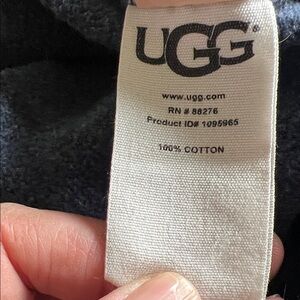 UGG®
www.ugg.com
RN # 88276
Product ID# 1095965
100% COTTON